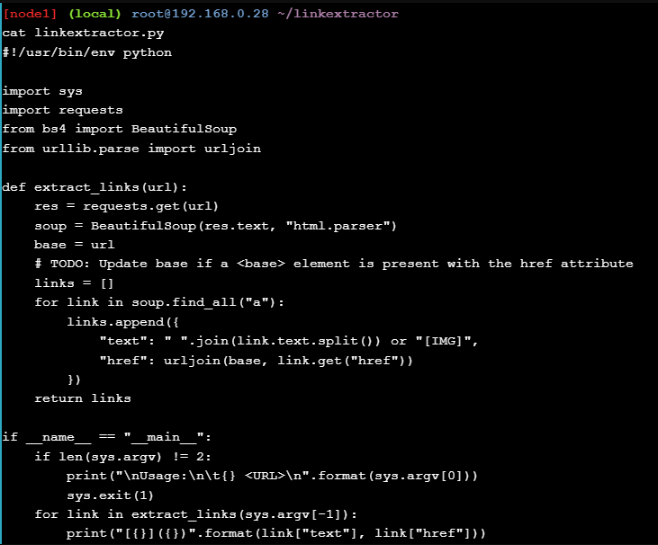 [node1] (local) root@192.168.0.28 ~/linkextractor
cat linkextractor.py
#!/usr/bin/env python

import sys
import requests
from bs4 import BeautifulSoup
from urllib.parse import urljoin

def extract_links(url):
    res = requests.get(url)
    soup = BeautifulSoup(res.text, "html.parser")
    base = url
    # TODO: Update base if a <base> element is present with the href attribute
    links = []
    for link in soup.find_all("a"):
        links.append({
            "text": " ".join(link.text.split()) or "[IMG]",
            "href": urljoin(base, link.get("href"))
        })
    return links

if __name__ == "__main__":
    if len(sys.argv) != 2:
        print("\nUsage:\n\t{} <URL>\n".format(sys.argv[0]))
        sys.exit(1)
    for link in extract_links(sys.argv[-1]):
        print("[{}]({})".format(link["text"], link["href"]))